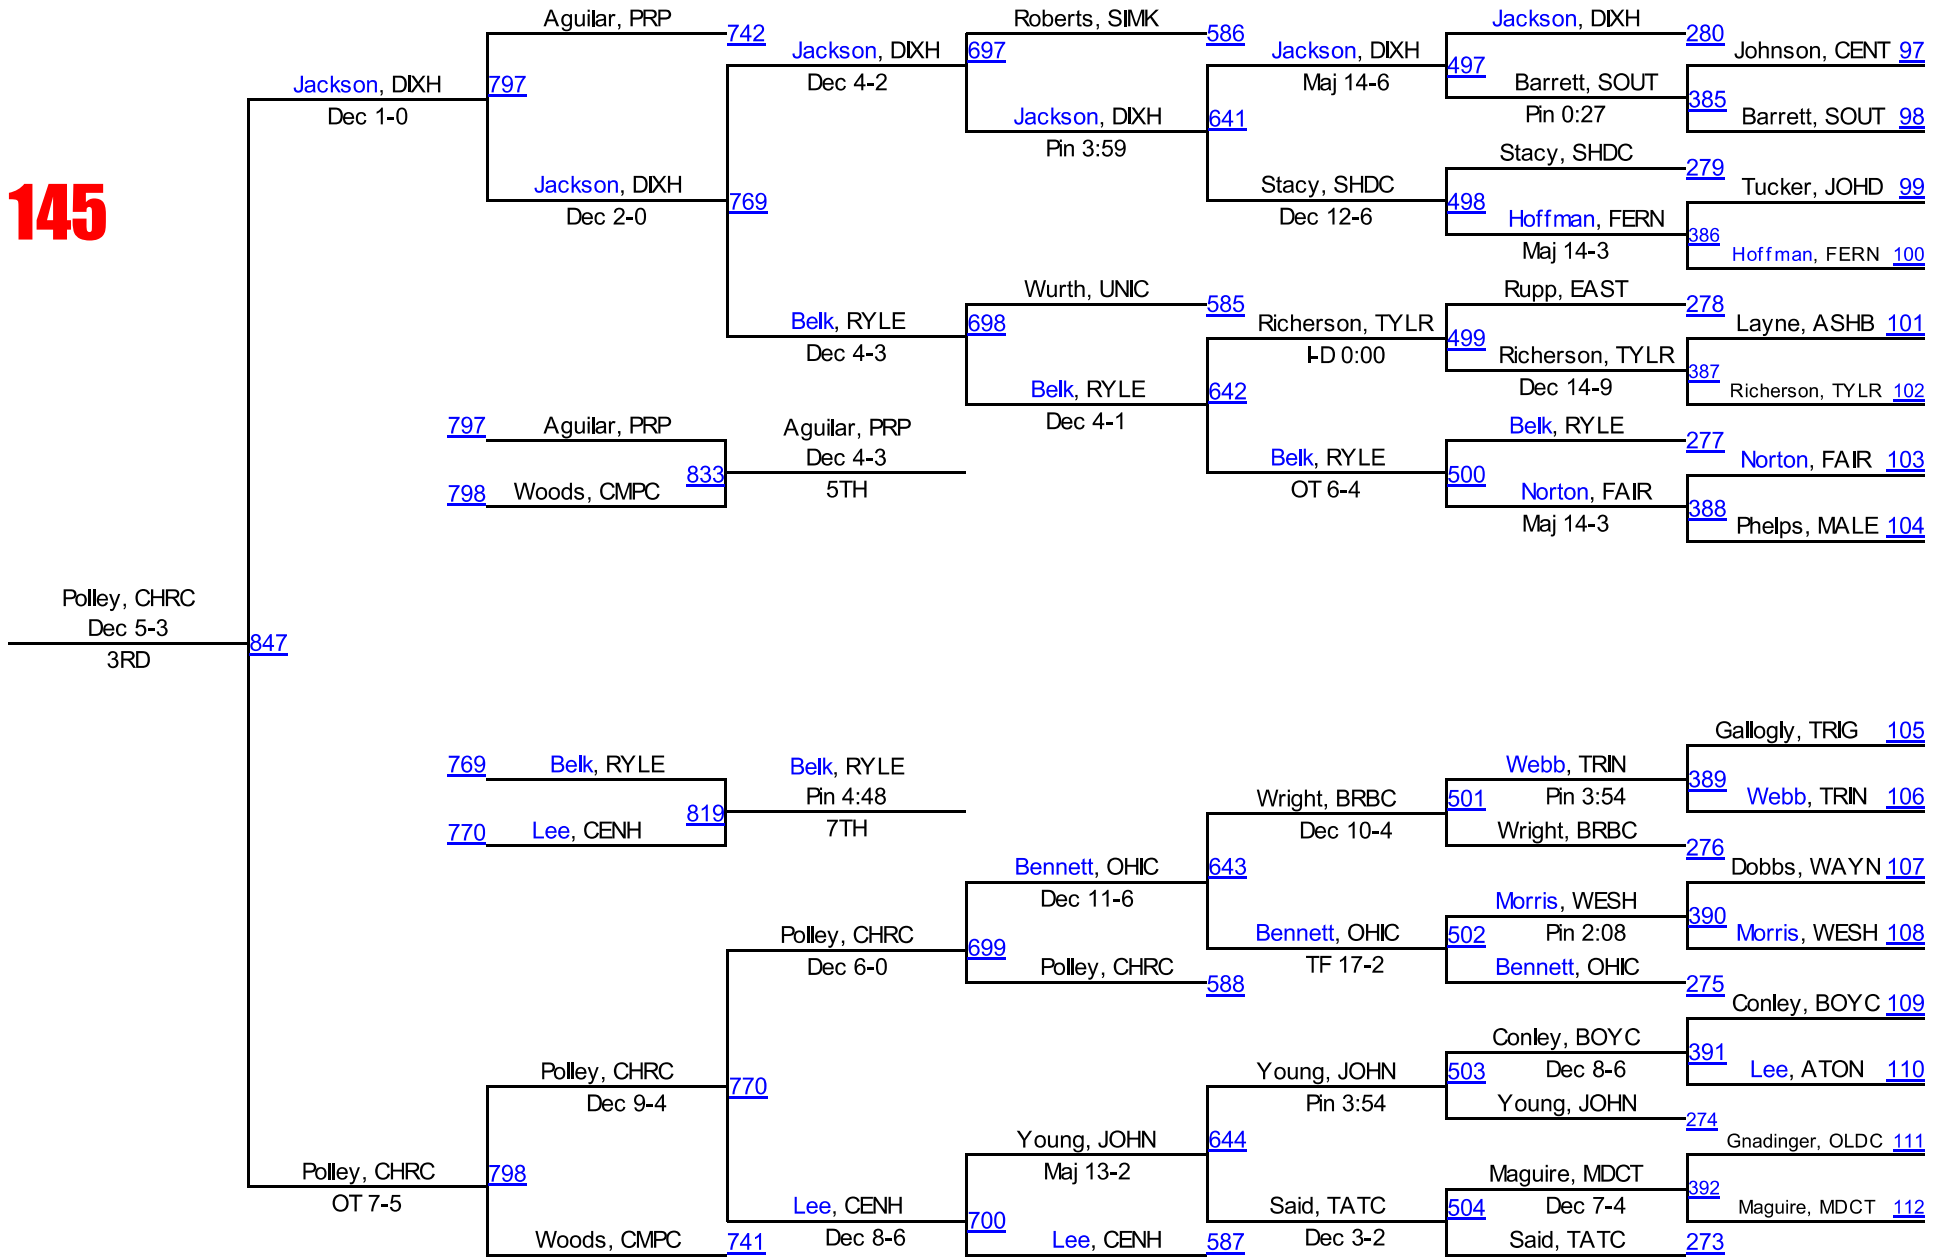 145
Aguilar, PRP
742
Jackson, DIXH
Dec 1-0
797
Jackson, DIXH
Dec 2-0
769
Jackson, DIXH
Dec 4-2
697
Roberts, SIMK
586
Jackson, DIXH
Pin 3:59
641
Jackson, DIXH
Maj 14-6
497
Jackson, DIXH
280
Barrett, SOUT
Pin 0:27
385
Johnson, CENT 97
Barrett, SOUT 98
Stacy, SHDC
Dec 12-6
498
Stacy, SHDC
279
Hoffman, FERN
Maj 14-3
386
Tucker, JOHD 99
Hoffman, FERN 100
Belk, RYLE
Dec 4-3
698
Wurth, UNIC
585
Belk, RYLE
Dec 4-1
642
Richerson, TYLR
I-D 0:00
499
Rupp, EAST
278
Richerson, TYLR
Dec 14-9
387
Layne, ASHB 101
Richerson, TYLR 102
Belk, RYLE
OT 6-4
500
Belk, RYLE
277
Norton, FAIR
Maj 14-3
388
Norton, FAIR 103
Phelps, MALE 104
797 Aguilar, PRP
798 Woods, CMPC
833
Aguilar, PRP
Dec 4-3
5TH
Polley, CHRC
Dec 5-3
3RD
847
769 Belk, RYLE
770 Lee, CENH
819
Belk, RYLE
Pin 4:48
7TH
Wright, BRBC
Dec 10-4
501
Webb, TRIN
Pin 3:54
389
Gallogly, TRIG 105
Webb, TRIN 106
Wright, BRBC
276
Bennett, OHIC
Dec 11-6
643
Bennett, OHIC
TF 17-2
502
Morris, WESH
Pin 2:08
390
Dobbs, WAYN 107
Morris, WESH 108
Bennett, OHIC
275
Polley, CHRC
Dec 6-0
699
Polley, CHRC
588
Polley, CHRC
Dec 9-4
770
Young, JOHN
Pin 3:54
503
Conley, BOYC
Dec 8-6
391
Conley, BOYC 109
Lee, ATON 110
Young, JOHN
274
Young, JOHN
Maj 13-2
644
Said, TATC
Dec 3-2
504
Maguire, MDCT
Dec 7-4
392
Gnadinger, OLDC 111
Maguire, MDCT 112
Said, TATC
273
Polley, CHRC
OT 7-5
798
Lee, CENH
Dec 8-6
700
Lee, CENH
587
Woods, CMPC
741